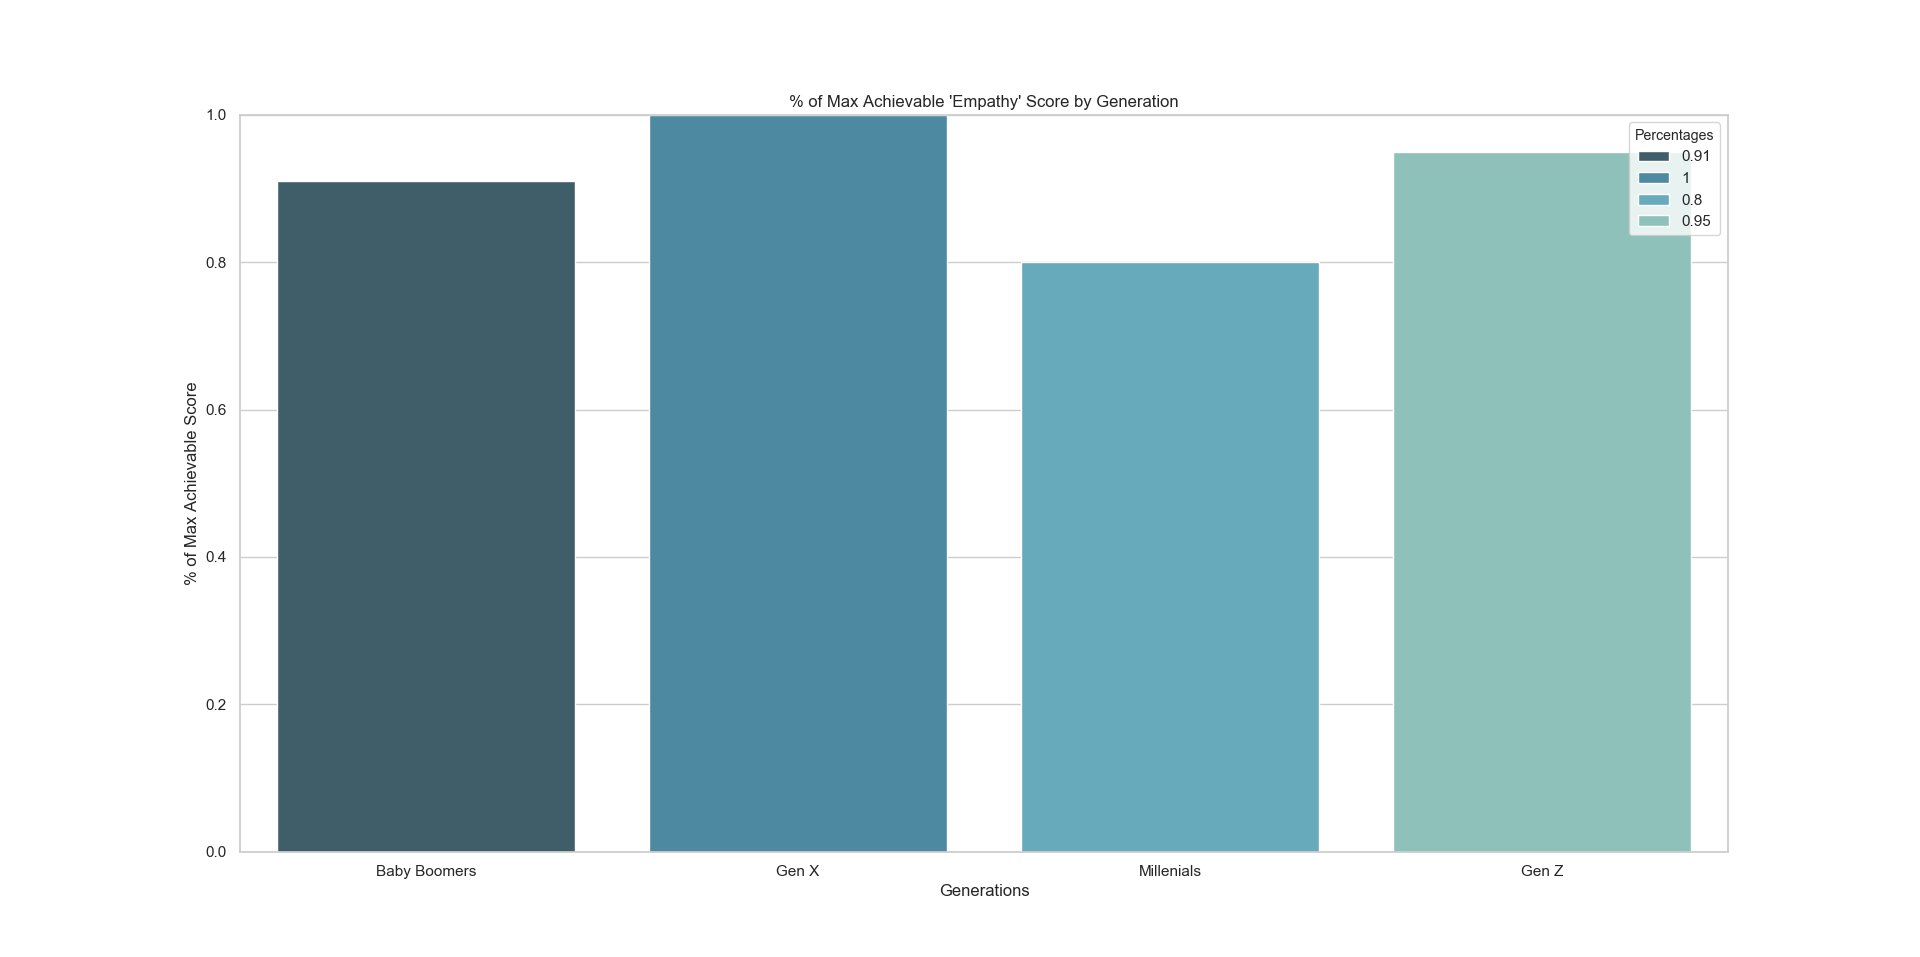 % of Max Achievable 'Empathy' Score by Generation
% of Max Achievable Score
1.0
0.8
0.6
0.4
0.2
0.0
Percentages
0.91
1
0.8
0.95
Baby Boomers
Gen X
Millenials
Gen Z
Generations